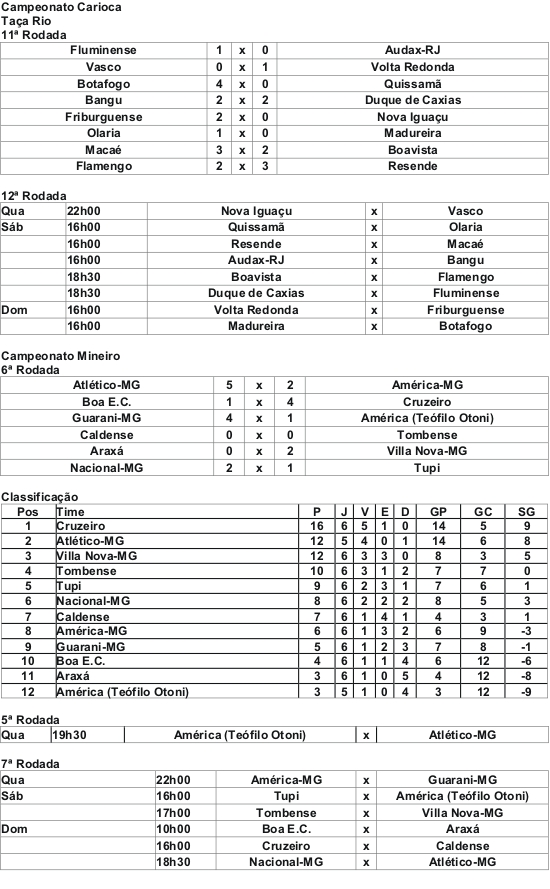 Campeonato Carioca
Taça Rio
11ª Rodada
Fluminense 1 x 0 Audax-RJ
Vasco 0 x 1 Volta Redonda
Botafogo 4 x 0 Quissamã
Bangu 2 x 2 Duque de Caxias
Friburguense 2 x 0 Nova Iguaçu
Olaria 1 x 0 Madureira
Macaé 3 x 2 Boavista
Flamengo 2 x 3 Resende
12ª Rodada
Qua 22h00 Nova Iguaçu x Vasco
Sáb 16h00 Quissamã x Olaria
16h00 Resende x Macaé
16h00 Audax-RJ x Bangu
18h30 Boavista x Flamengo
18h30 Duque de Caxias x Fluminense
Dom 16h00 Volta Redonda x Friburguense
16h00 Madureira x Botafogo
Campeonato Mineiro
6ª Rodada
Atlético-MG 5 x 2 América-MG
Boa E.C. 1 x 4 Cruzeiro
Guarani-MG 4 x 1 América (Teófilo Otoni)
Caldense 0 x 0 Tombense
Araxá 0 x 2 Villa Nova-MG
Nacional-MG 2 x 1 Tupi
Classificação
Pos Time P J V E D GP GC SG
1 Cruzeiro 16 6 5 1 0 14 5 9
2 Atlético-MG 12 5 4 0 1 14 6 8
3 Villa Nova-MG 12 6 3 3 0 8 3 5
4 Tombense 10 6 3 1 2 7 7 0
5 Tupi 9 6 2 3 1 7 6 1
6 Nacional-MG 8 6 2 2 2 8 5 3
7 Caldense 7 6 1 4 1 4 3 1
8 América-MG 6 6 1 3 2 6 9 -3
9 Guarani-MG 5 6 1 2 3 7 8 -1
10 Boa E.C. 4 6 1 1 4 6 12 -6
11 Araxá 3 6 1 0 5 4 12 -8
12 América (Teófilo Otoni) 3 5 1 0 4 3 12 -9
5ª Rodada
Qua 19h30 América (Teófilo Otoni) x Atlético-MG
7ª Rodada
Qua 22h00 América-MG x Guarani-MG
Sáb 16h00 Tupi x América (Teófilo Otoni)
17h00 Tombense x Villa Nova-MG
Dom 10h00 Boa E.C. x Araxá
16h00 Cruzeiro x Caldense
18h30 Nacional-MG x Atlético-MG